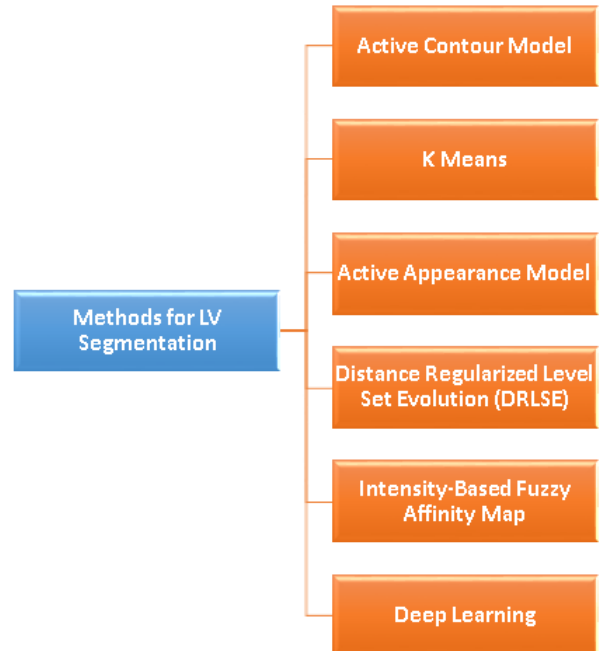 Active Contour Model
K Means
Active Appearance Model
Methods for LV
Segmentation
Distance Regularized Level
Set Evolution (DRLSE)
Intensity-Based Fuzzy
Affinity Map
Deep Learning